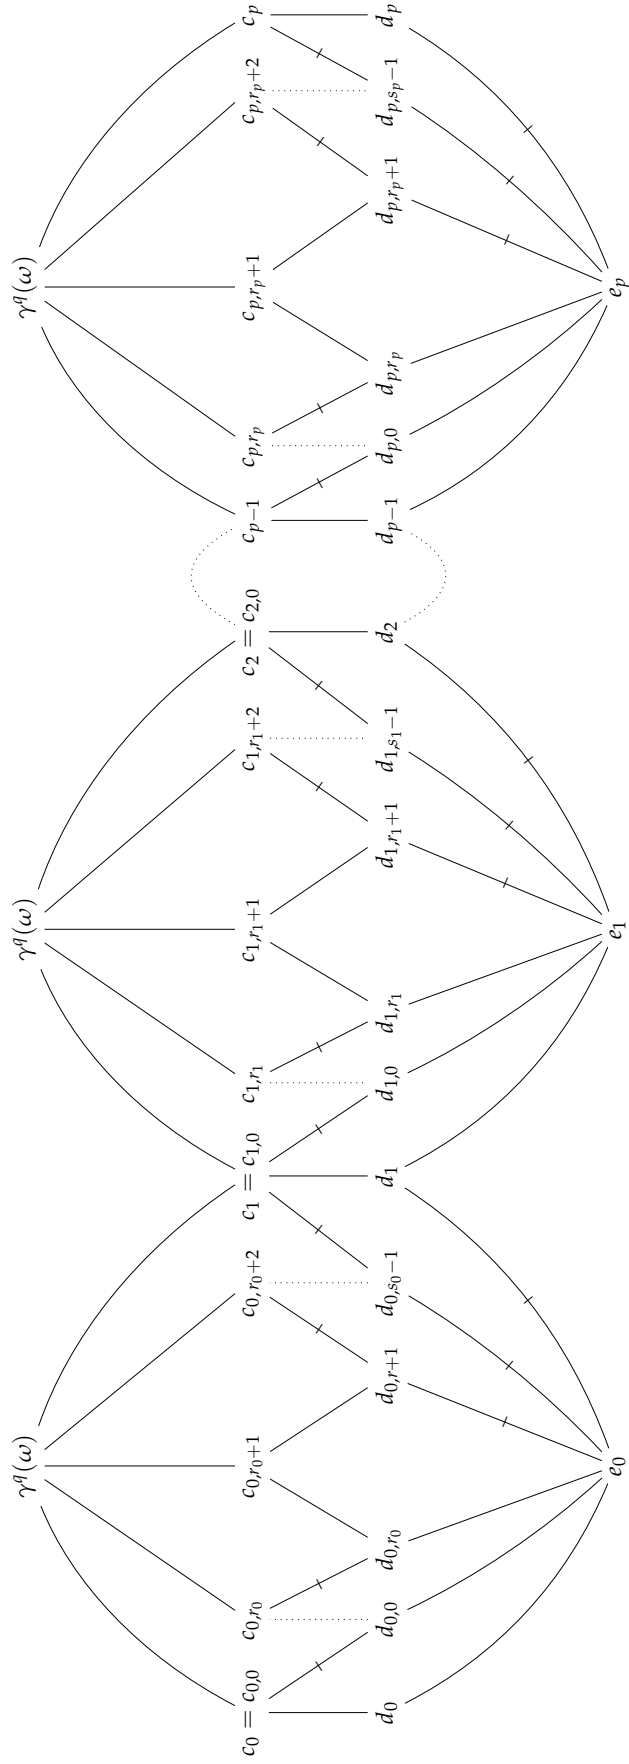 γ^q(ω) γ^q(ω) γ^q(ω)
c_0 = c_{0,0} c_{0,r_0} c_{0,r_0+1} c_{0,r_0+2} c_1 = c_{1,0} c_{1,r_1} c_{1,r_1+1} c_{1,r_1+2} c_2 = c_{2,0} c_{p−1} c_{p,r_p} c_{p,r_p+1} c_{p,r_p+2} c_p
d_0 d_{0,0} d_{0,r_0} d_{0,r+1} d_{0,s_0−1} d_1 d_{1,0} d_{1,r_1} d_{1,r_1+1} d_{1,s_1−1} d_2 d_{p−1} d_{p,0} d_{p,r_p} d_{p,r_p+1} d_{p,s_p−1} d_p
e_0 e_1 e_p